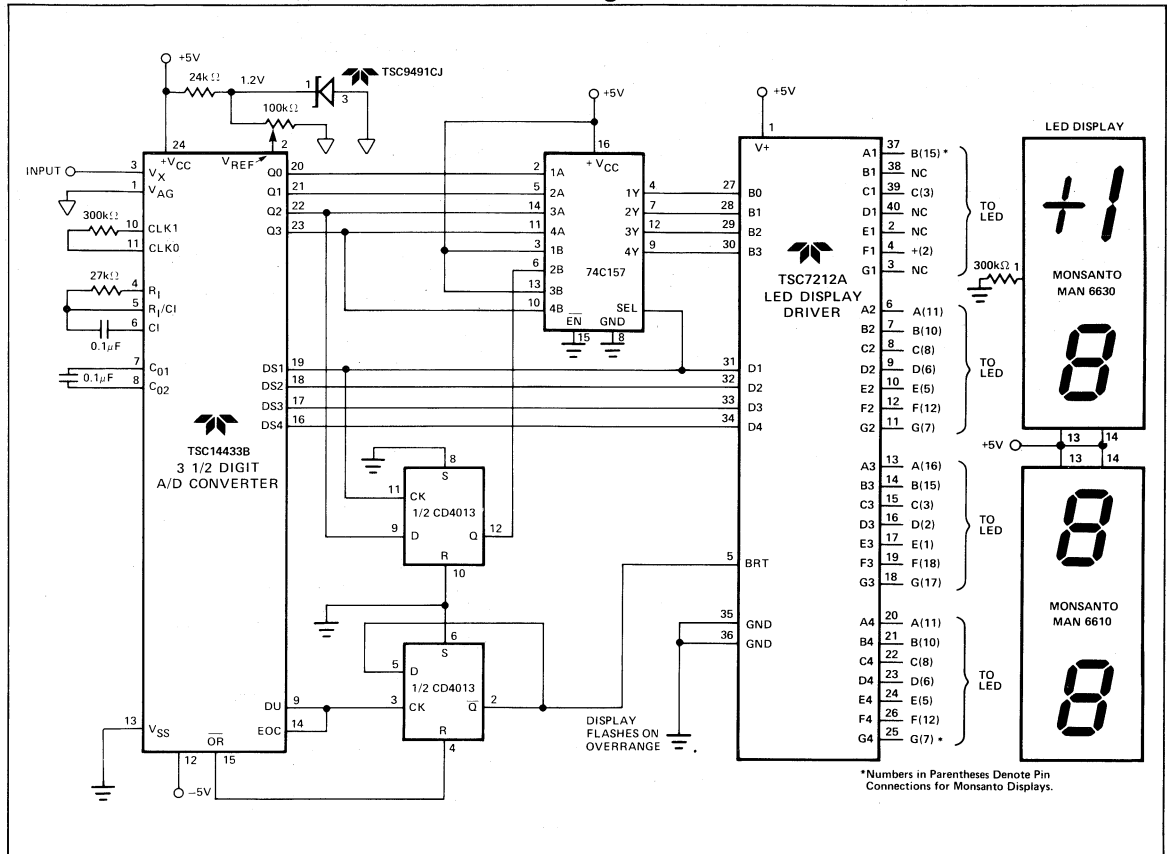 +5V
24kΩ
1.2V
1
3
TSC9491CJ
100kΩ
24
2
+VCC
VREF
INPUT
3
VX
1
VAG
300kΩ
10
CLK1
11
CLK0
27kΩ
4
RI
5
RI/CI
6
CI
0.1μF
7
C01
0.1μF
8
C02
Q0
20
Q1
21
Q2
22
Q3
23
DS1
19
DS2
18
DS3
17
DS4
16
TSC14433B
3 1/2 DIGIT
A/D CONVERTER
DU
9
EOC
14
13
VSS
OR
12
15
-5V
+5V
16
+ VCC
2
1A
5
2A
14
3A
11
4A
3
1B
6
2B
13
3B
10
4B
1Y
4
2Y
7
3Y
12
4Y
9
74C157
SEL
EN
GND
15
8
8
S
11
CK
1/2 CD4013
9
D
Q
12
R
10
6
S
5
D
1/2 CD4013
3
CK
Q
2
R
4
+5V
1
V+
27
B0
28
B1
29
B2
30
B3
TSC7212A
LED DISPLAY
DRIVER
31
D1
32
D2
33
D3
34
D4
5
BRT
35
GND
36
GND
DISPLAY
FLASHES ON
OVERRANGE
A1 37 B(15) *
B1 38 NC
C1 39 C(3)
D1 40 NC
E1 2 NC
F1 4 +(2)
G1 3 NC
TO
LED
A2 6 A(11)
B2 7 B(10)
C2 8 C(8)
D2 9 D(6)
E2 10 E(5)
F2 12 F(12)
G2 11 G(7)
TO
LED
A3 13 A(16)
B3 14 B(15)
C3 15 C(3)
D3 16 D(2)
E3 17 E(1)
F3 19 F(18)
G3 18 G(17)
TO
LED
A4 20 A(11)
B4 21 B(10)
C4 22 C(8)
D4 23 D(6)
E4 24 E(5)
F4 26 F(12)
G4 25 G(7) *
TO
LED
LED DISPLAY
+1
300kΩ
1
MONSANTO
MAN 6630
8
13
14
+5V
13
14
8
MONSANTO
MAN 6610
8
*Numbers in Parentheses Denote Pin
Connections for Monsanto Displays.